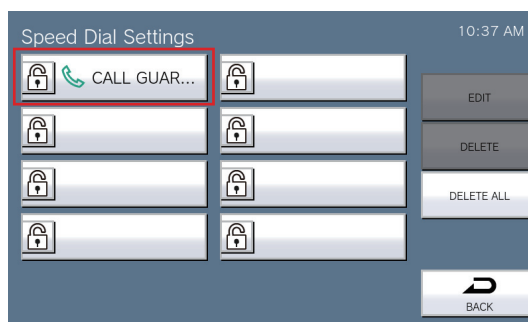 Speed Dial Settings
10:37 AM
CALL GUAR...
EDIT
DELETE
DELETE ALL
BACK